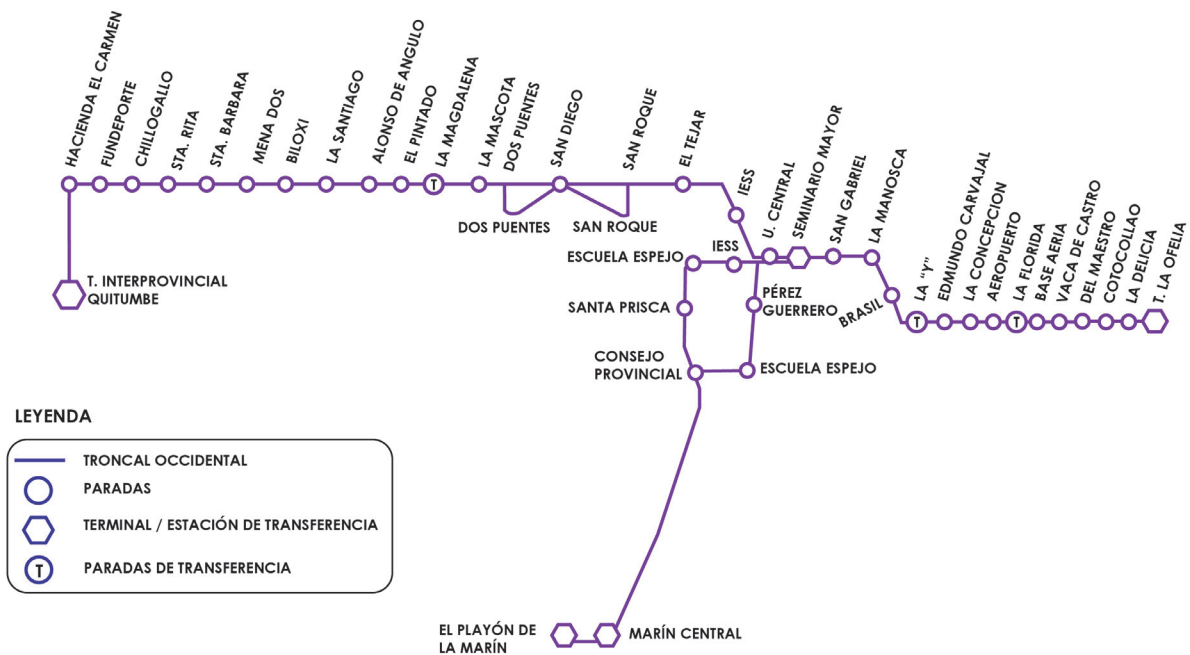 HACIENDA EL CARMEN
FUNDEPORTE
CHILLOGALLO
STA. RITA
STA. BARBARA
MENA DOS
BILOXI
LA SANTIAGO
ALONSO DE ANGULO
EL PINTADO
LA MAGDALENA
T
LA MASCOTA
DOS PUENTES
SAN DIEGO
SAN ROQUE
EL TEJAR
DOS PUENTES
SAN ROQUE
IESS
U. CENTRAL
SEMINARIO MAYOR
SAN GABRIEL
LA MANOSCA
T. INTERPROVINCIAL
QUITUMBE
ESCUELA ESPEJO
IESS
SANTA PRISCA
PÉREZ
GUERRERO
CONSEJO
PROVINCIAL
ESCUELA ESPEJO
BRASIL
LA "Y"
T
EDMUNDO CARVAJAL
LA CONCEPCION
AEROPUERTO
LA FLORIDA
T
BASE AERIA
VACA DE CASTRO
DEL MAESTRO
COTOCOLLAO
LA DELICIA
T. LA OFELIA
LEYENDA
TRONCAL OCCIDENTAL
PARADAS
TERMINAL / ESTACIÓN DE TRANSFERENCIA
T
PARADAS DE TRANSFERENCIA
EL PLAYÓN DE
LA MARÍN
MARÍN CENTRAL